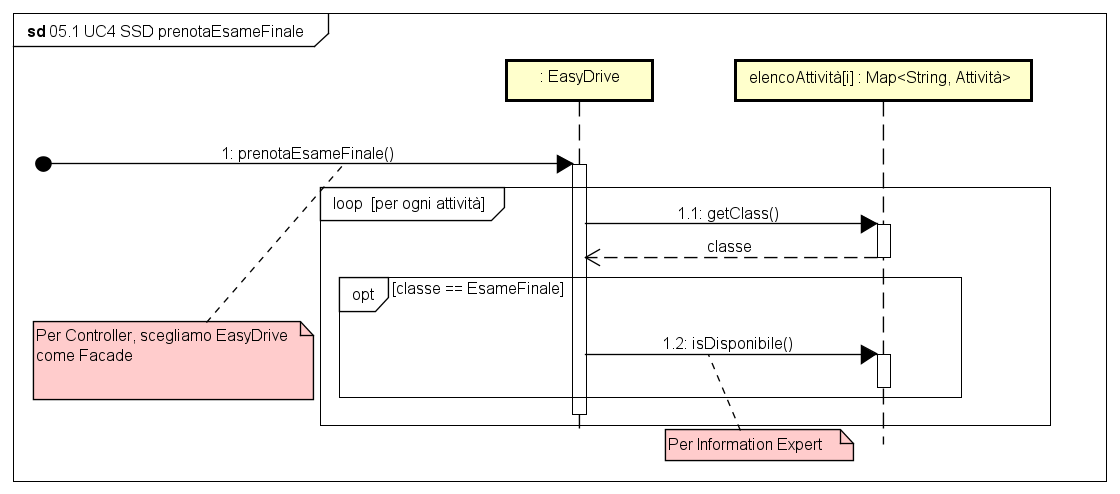 sd 05.1 UC4 SSD prenotaEsameFinale
: EasyDrive
elencoAttività[i] : Map<String, Attività>
1: prenotaEsameFinale()
loop [per ogni attività]
1.1: getClass()
classe
opt
[classe == EsameFinale]
Per Controller, scegliamo EasyDrive
come Facade
1.2: isDisponibile()
Per Information Expert